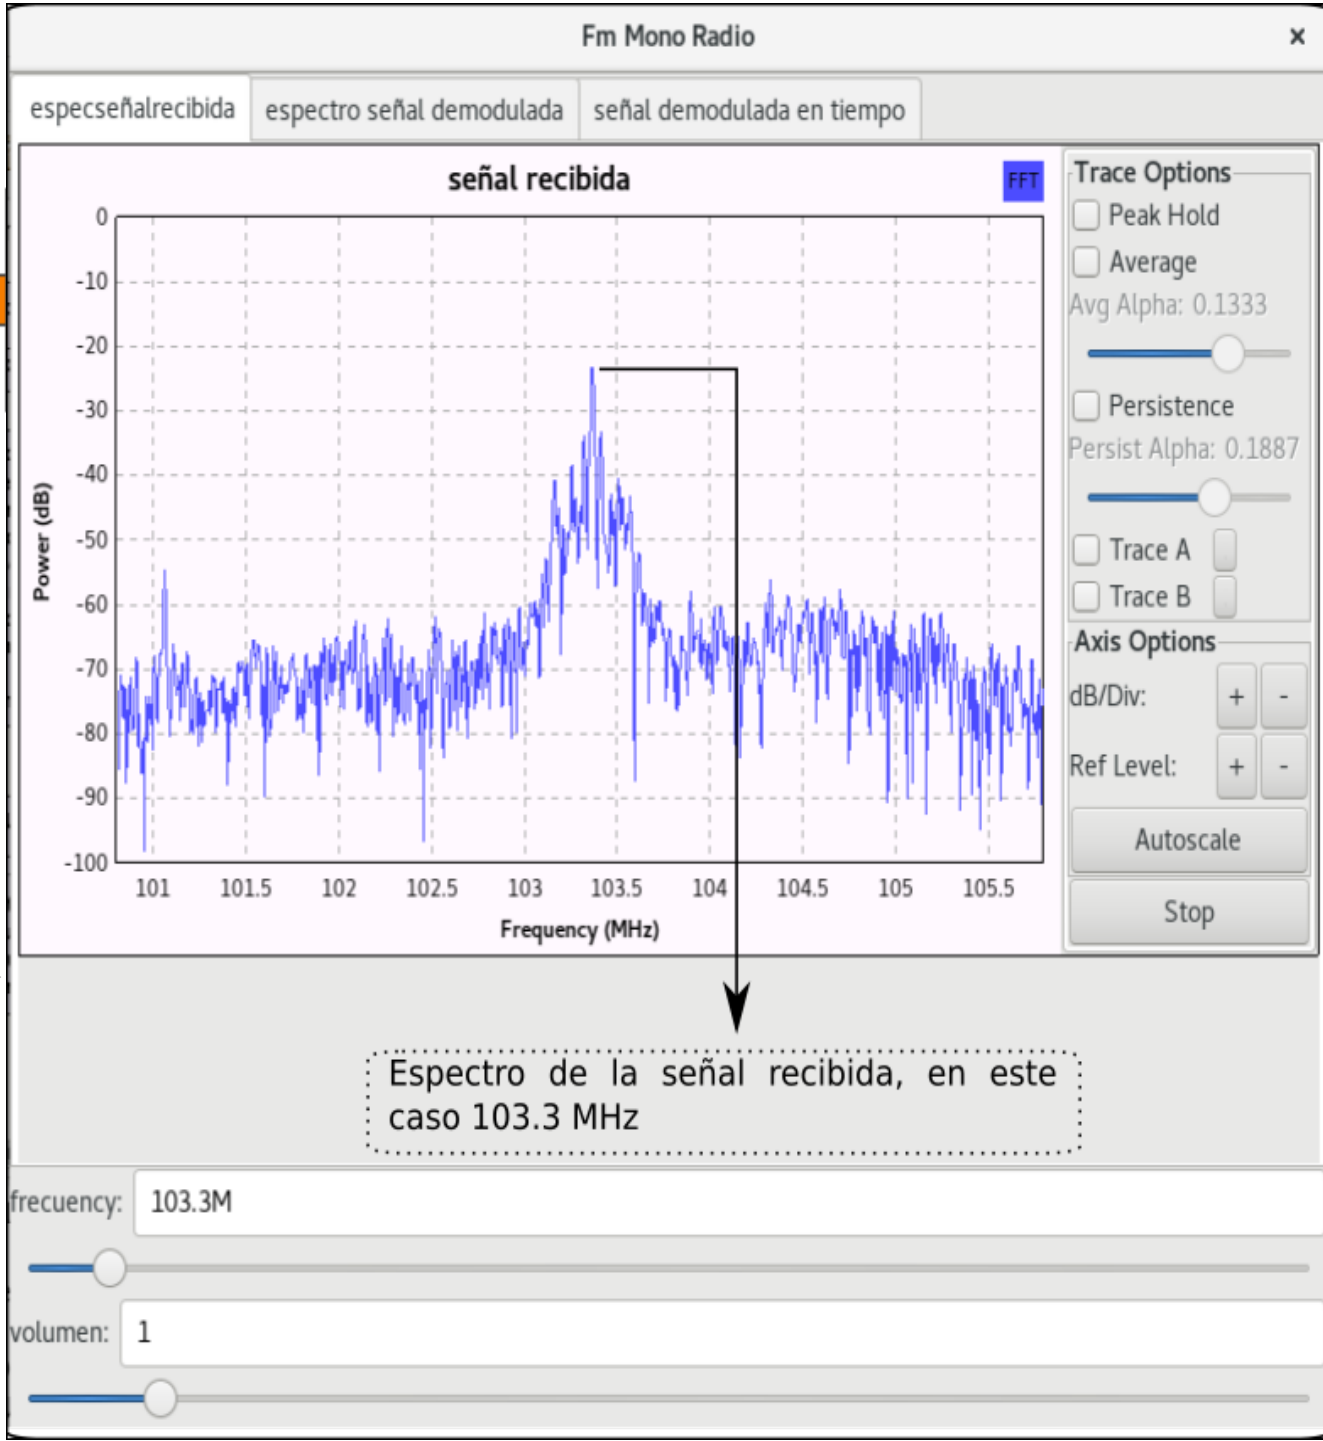 Fm Mono Radio ×
especseñalrecibida espectro señal demodulada señal demodulada en tiempo
señal recibida
FFT
0
-10
-20
-30
-40
-50
-60
-70
-80
-90
-100
Power (dB)
101 101.5 102 102.5 103 103.5 104 104.5 105 105.5
Frequency (MHz)
Trace Options
Peak Hold
Average
Avg Alpha: 0.1333
Persistence
Persist Alpha: 0.1887
Trace A
Trace B
Axis Options
dB/Div: + -
Ref Level: + -
Autoscale
Stop
Espectro de la señal recibida, en este
caso 103.3 MHz
frecuency: 103.3M
volumen: 1